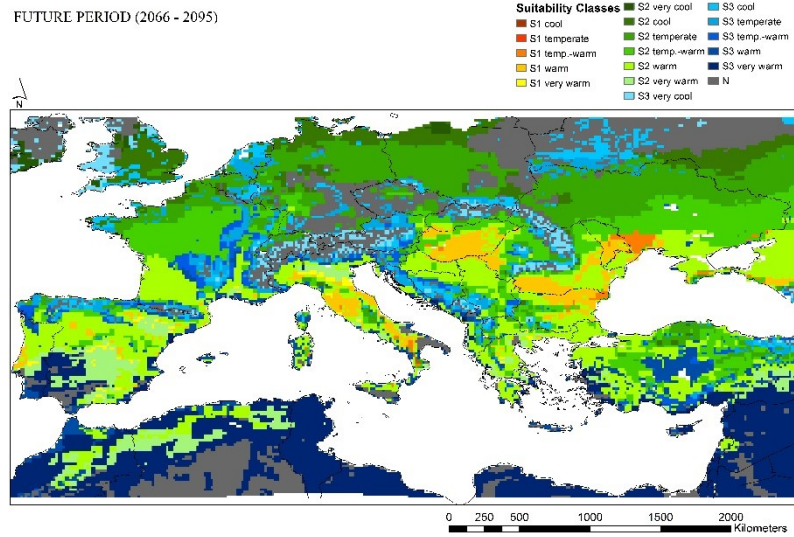 FUTURE PERIOD (2066 - 2095)
Suitability Classes
S1 cool
S1 temperate
S1 temp.-warm
S1 warm
S1 very warm
S2 very cool
S2 cool
S2 temperate
S2 temp.-warm
S2 warm
S2 very warm
S3 very cool
S3 cool
S3 temperate
S3 temp.-warm
S3 warm
S3 very warm
N
N
0 250 500 1000 1500 2000
Kilometers